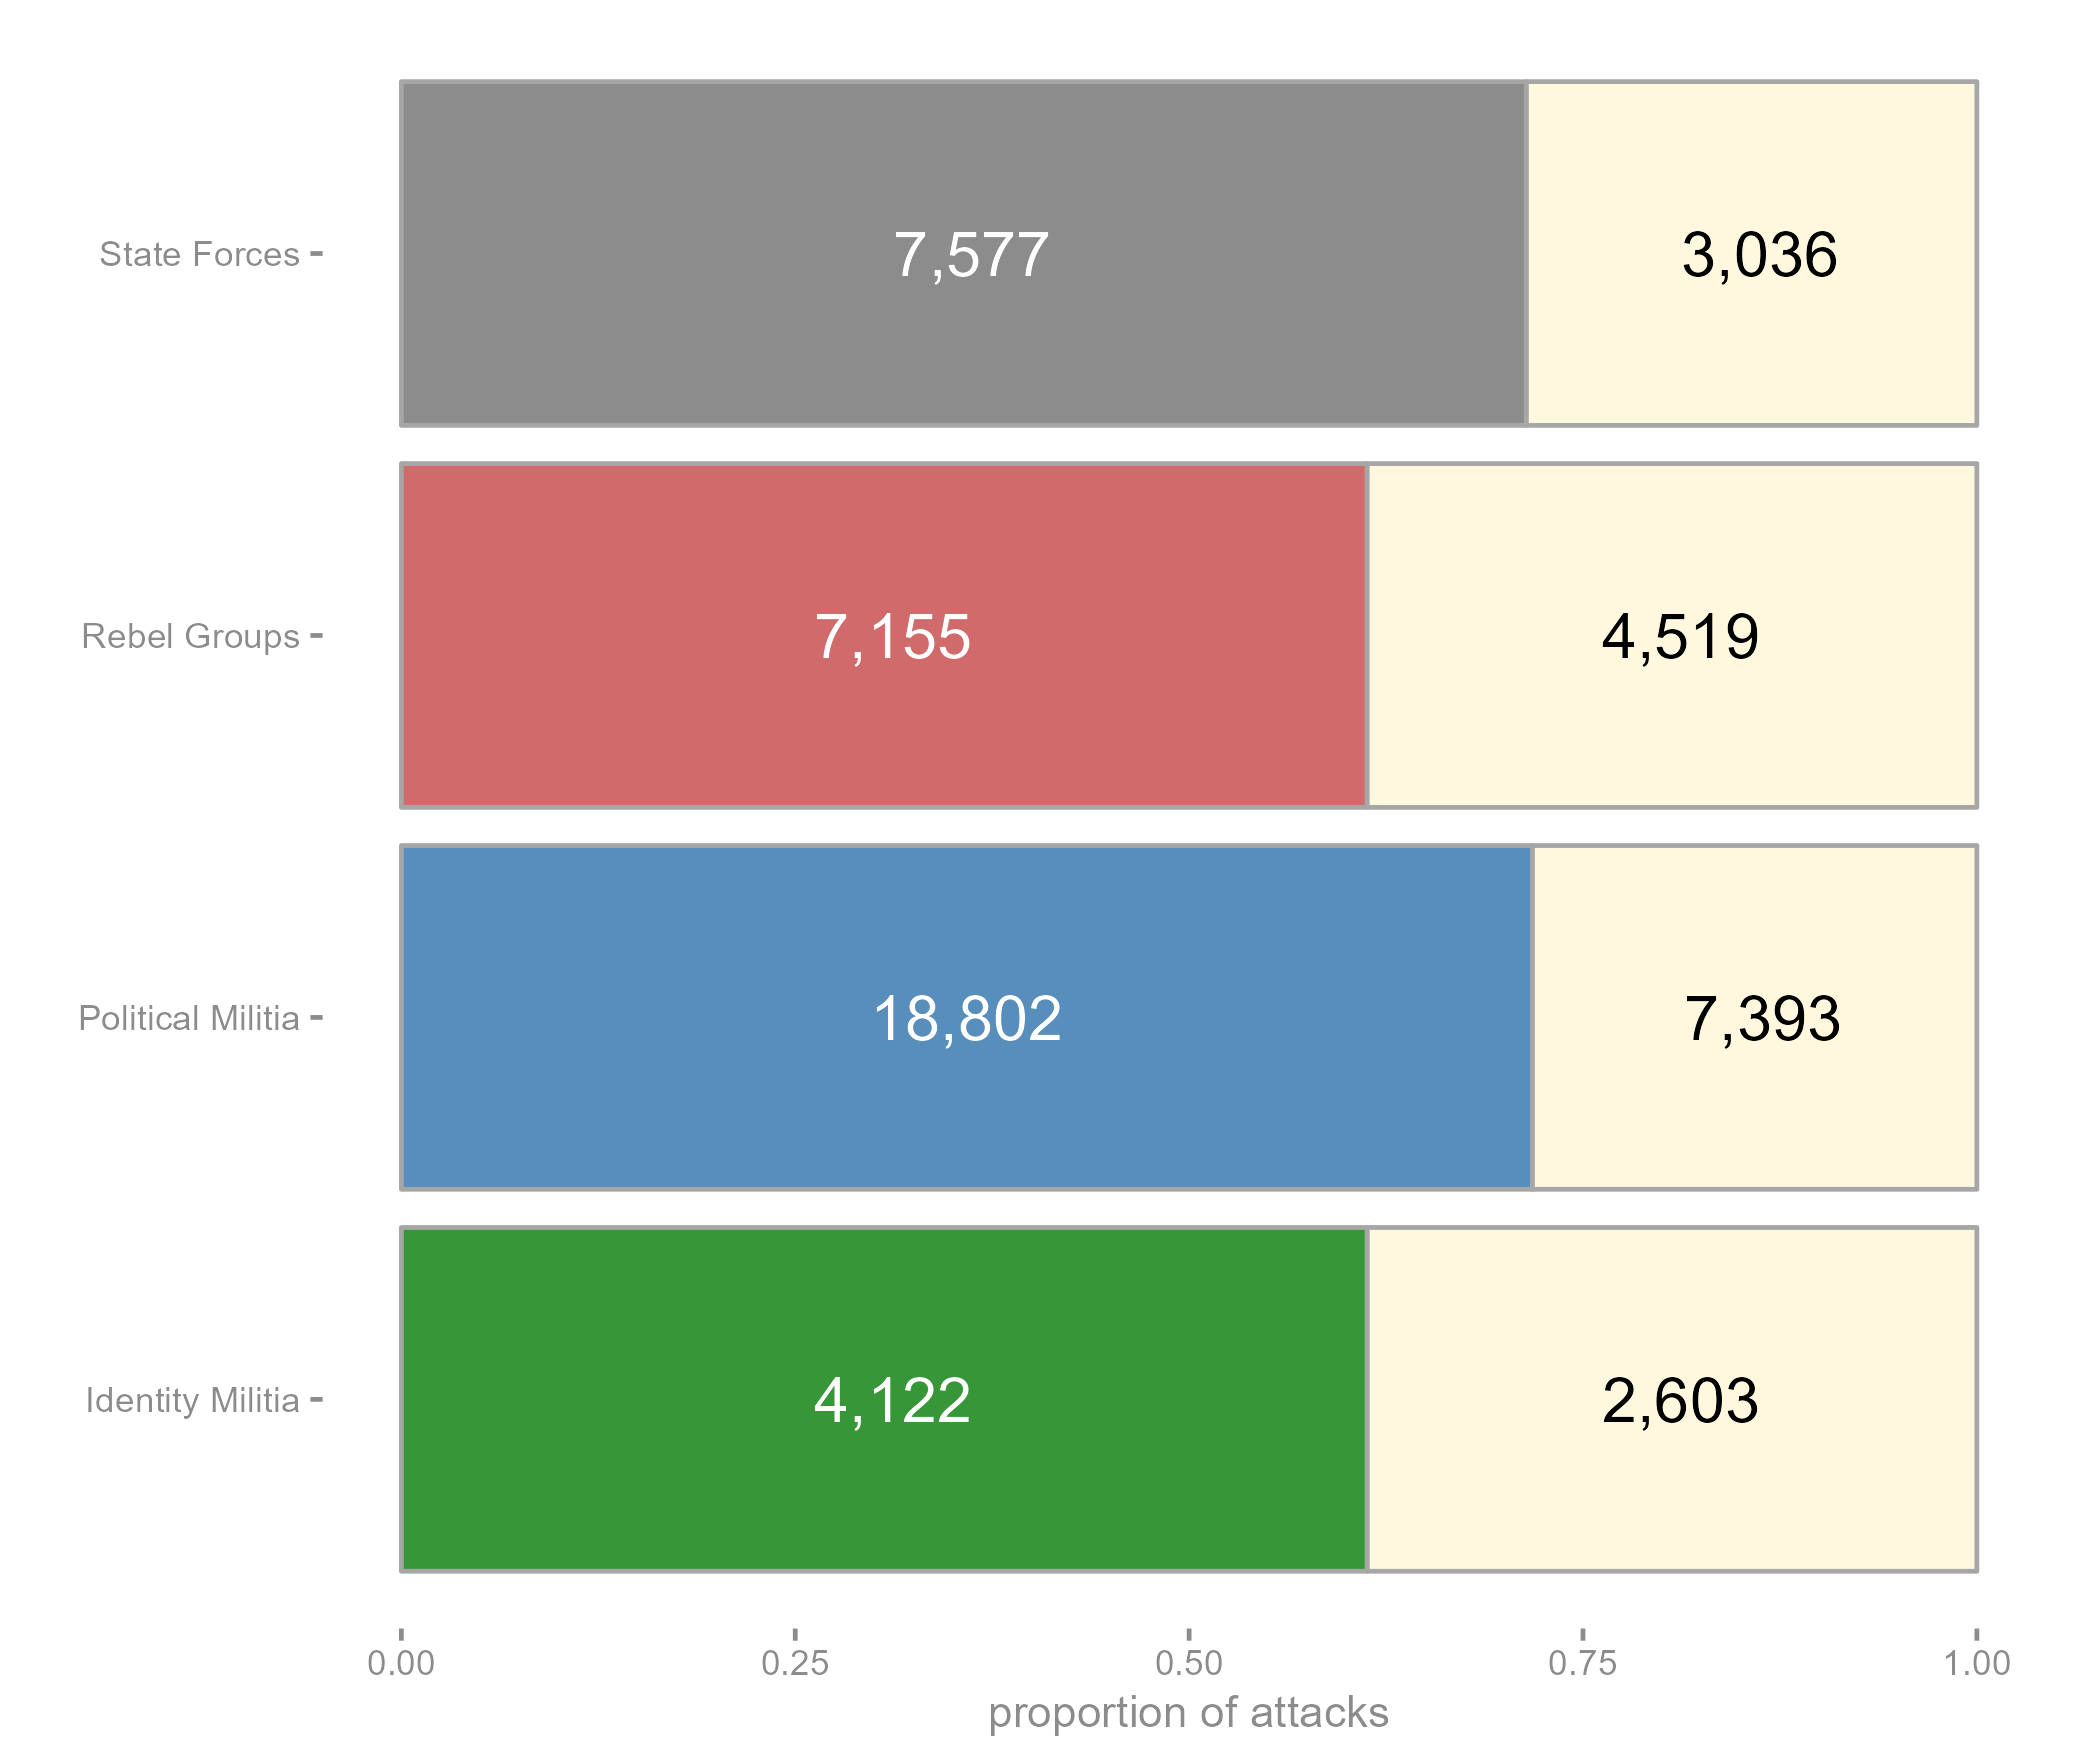 State Forces 7,577 3,036
Rebel Groups 7,155 4,519
Political Militia 18,802 7,393
Identity Militia 4,122 2,603
0.00 0.25 0.50 0.75 1.00
proportion of attacks